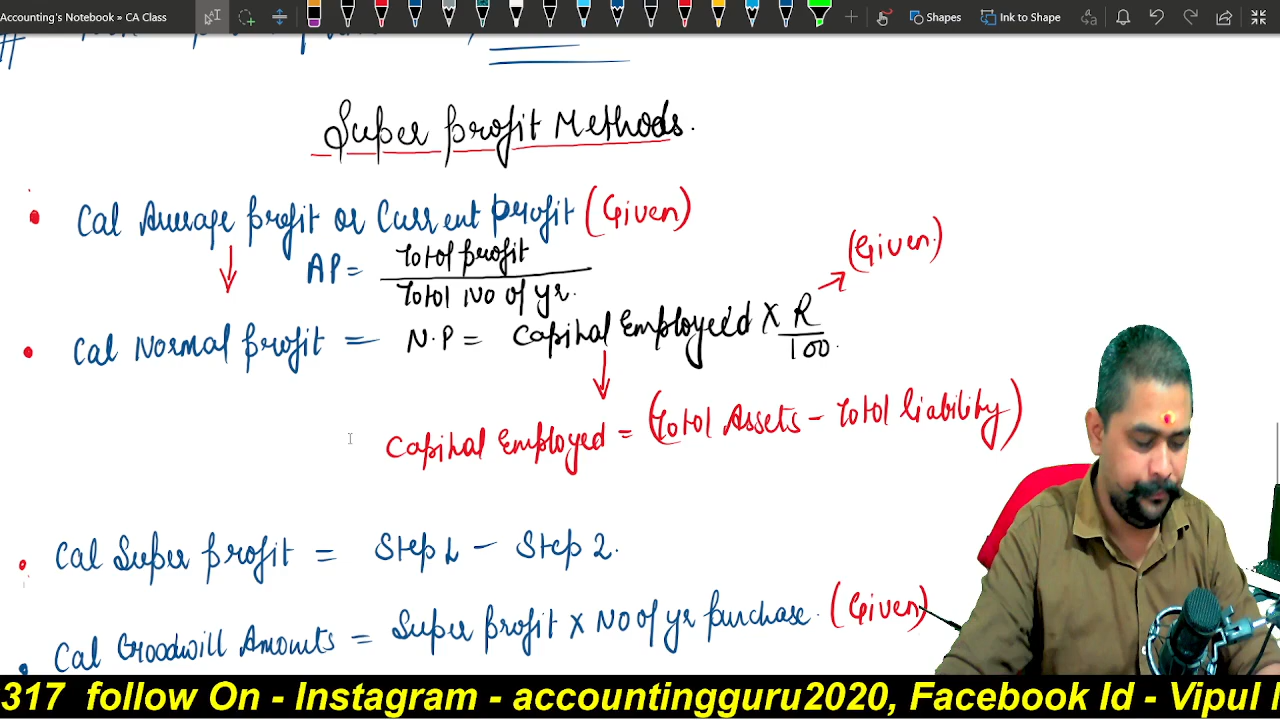 Accounting's Notebook » CA Class
Shapes
Ink to Shape
#
Super profit Methods.
• Cal Average profit or Current profit (Given)
AP = Total profit / Total No of yr.
(Given)
• Cal Normal profit = N.P = Capital Employe'd X R / 100.
Capital Employed = (Total Assets - Total liability)
• Cal Super profit = Step 1 - Step 2.
• Cal Goodwill Amounts = Super profit X No of yr purchase. (Given)
317 follow On - Instagram - accountingguru2020, Facebook Id - Vipul